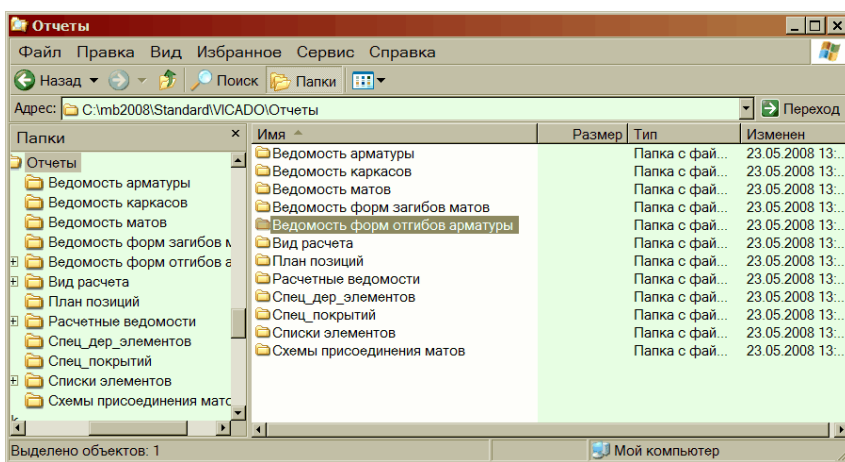 Отчеты
Файл Правка Вид Избранное Сервис Справка
Назад Поиск Папки
Адрес: C:\mb2008\Standard\VICADO\Отчеты Переход
Папки ×
Отчеты
Ведомость арматуры
Ведомость каркасов
Ведомость матов
Ведомость форм загибов м
Ведомость форм отгибов а
Вид расчета
План позиций
Расчетные ведомости
Спец_дер_элементов
Спец_покрытий
Списки элементов
Схемы присоединения матс
Имя Размер Тип Изменен
Ведомость арматуры Папка с фай... 23.05.2008 13:...
Ведомость каркасов Папка с фай... 23.05.2008 13:...
Ведомость матов Папка с фай... 23.05.2008 13:...
Ведомость форм загибов матов Папка с фай... 23.05.2008 13:...
Ведомость форм отгибов арматуры Папка с фай... 23.05.2008 13:...
Вид расчета Папка с фай... 23.05.2008 13:...
План позиций Папка с фай... 23.05.2008 13:...
Расчетные ведомости Папка с фай... 23.05.2008 13:...
Спец_дер_элементов Папка с фай... 23.05.2008 13:...
Спец_покрытий Папка с фай... 23.05.2008 13:...
Списки элементов Папка с фай... 23.05.2008 13:...
Схемы присоединения матов Папка с фай... 23.05.2008 13:...
Выделено объектов: 1 Мой компьютер